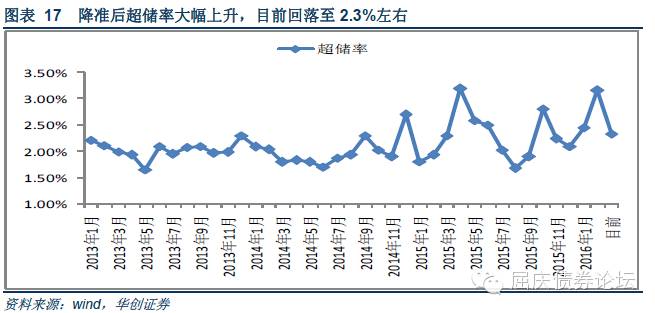 图表 17 降准后超储率大幅上升，目前回落至 2.3%左右
超储率
3.50%
3.00%
2.50%
2.00%
1.50%
1.00%
2013年1月
2013年3月
2013年5月
2013年7月
2013年9月
2013年11月
2014年1月
2014年3月
2014年5月
2014年7月
2014年9月
2014年11月
2015年1月
2015年3月
2015年5月
2015年7月
2015年9月
2015年11月
2016年1月
目前
屈庆债券论坛
资料来源：wind，华创证券